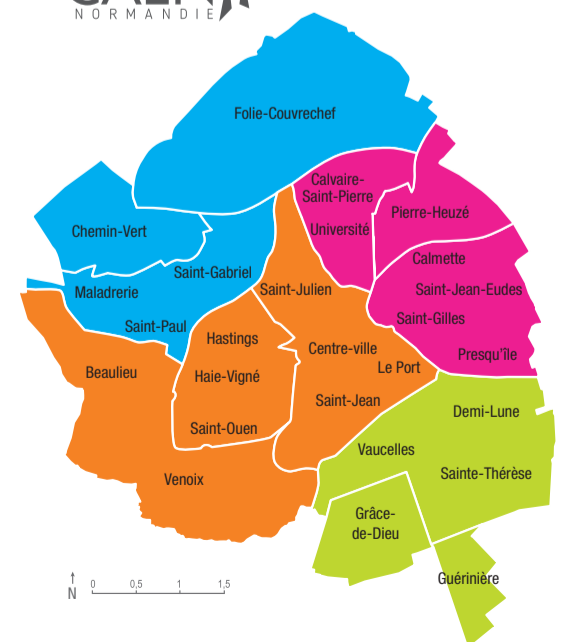 CAEN
NORMANDIE
Folie-Couvrechef
Calvaire-
Saint-Pierre
Pierre-Heuzé
Université
Chemin-Vert
Calmette
Saint-Gabriel
Saint-Julien
Saint-Jean-Eudes
Maladrerie
Saint-Gilles
Saint-Paul
Hastings
Centre-ville
Presqu'île
Le Port
Beaulieu
Haie-Vigné
Saint-Jean
Demi-Lune
Saint-Ouen
Vaucelles
Sainte-Thérèse
Venoix
Grâce-
de-Dieu
Guérinière
N
0 0,5 1 1,5